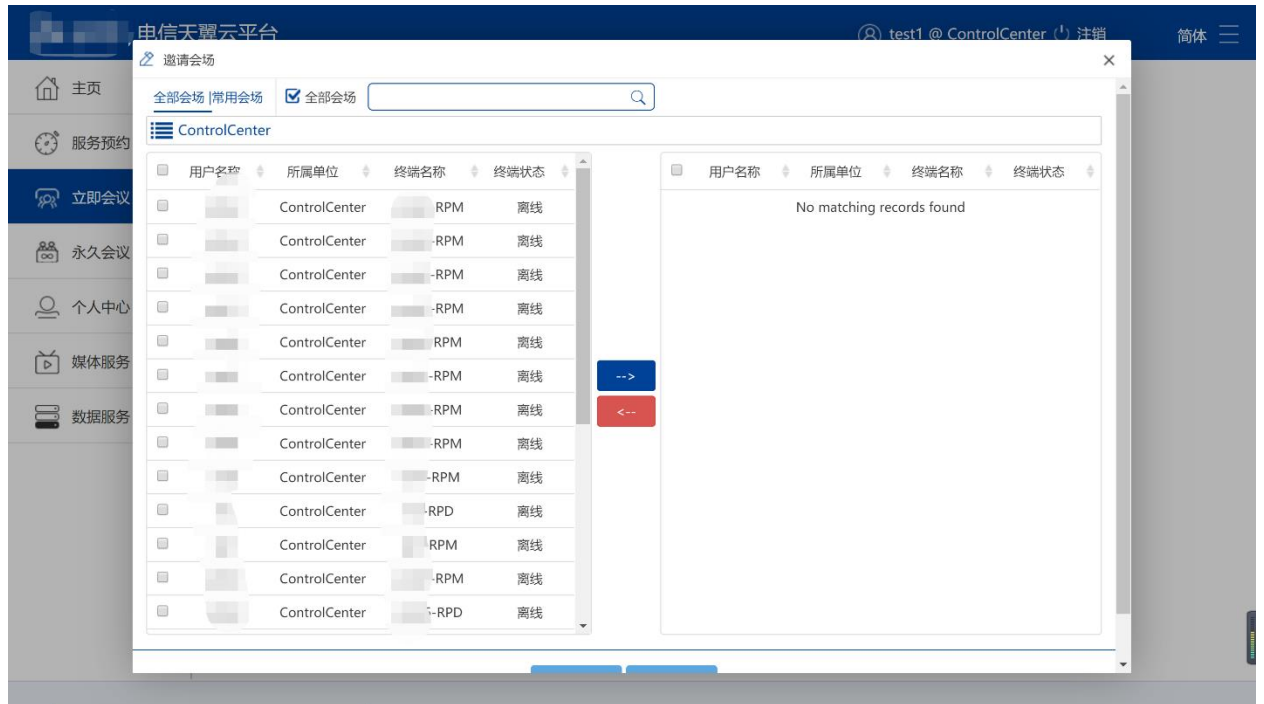 电信天翼云平台
test1 @ ControlCenter 注销 简体
邀请会场
主页
全部会场 |常用会场 全部会场
ControlCenter
服务预约
用户名称 所属单位 终端名称 终端状态
用户名称 所属单位 终端名称 终端状态
立即会议
ControlCenter RPM 离线
No matching records found
ControlCenter -RPM 离线
永久会议
ControlCenter -RPM 离线
ControlCenter -RPM 离线
个人中心
ControlCenter RPM 离线
媒体服务
ControlCenter -RPM 离线
-->
ControlCenter -RPM 离线
<--
数据服务
ControlCenter -RPM 离线
ControlCenter -RPM 离线
ControlCenter -RPD 离线
ControlCenter RPM 离线
ControlCenter -RPM 离线
ControlCenter -RPD 离线